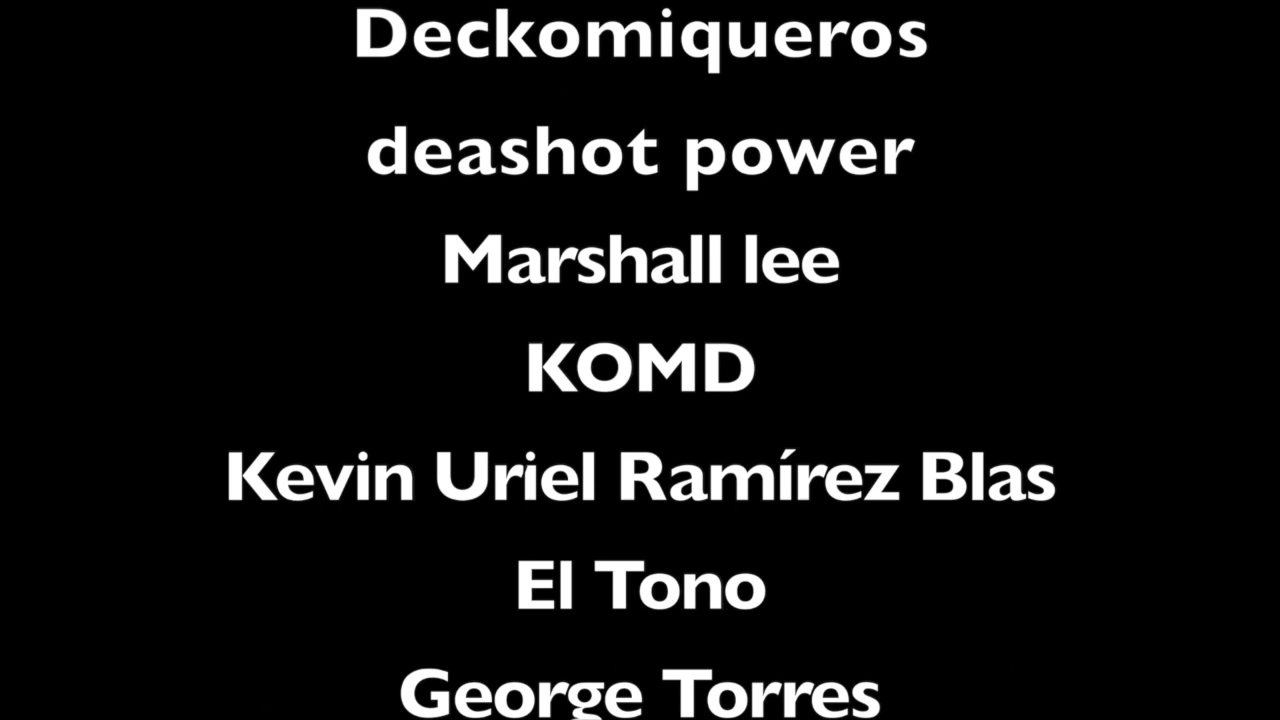 Deckomiqueros
deashot power
Marshall lee
KOMD
Kevin Uriel Ramírez Blas
El Tono
George Torres